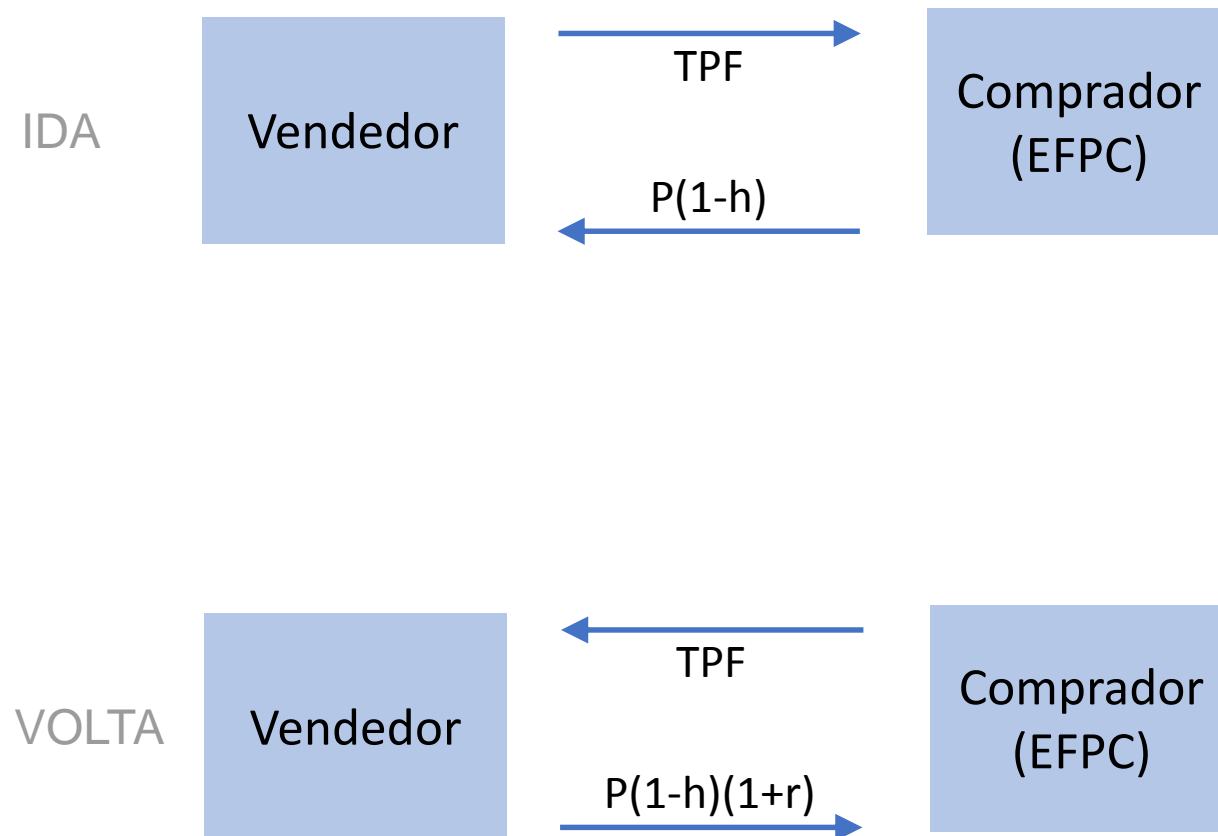 IDA
Vendedor
TPF
P(1-h)
Comprador
(EFPC)
VOLTA
Vendedor
TPF
P(1-h)(1+r)
Comprador
(EFPC)